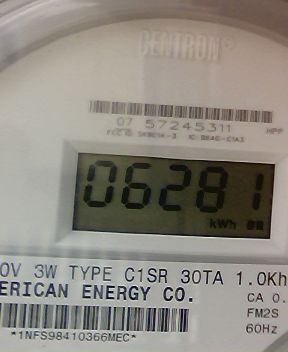 CENTRON®
07 57245311
HPP
06281
kWh
0V 3W TYPE C1SR 30TA 1.0Kh
ERICAN ENERGY CO.
CA 0.
FM2S
60Hz
*1NFS98410366MEC*